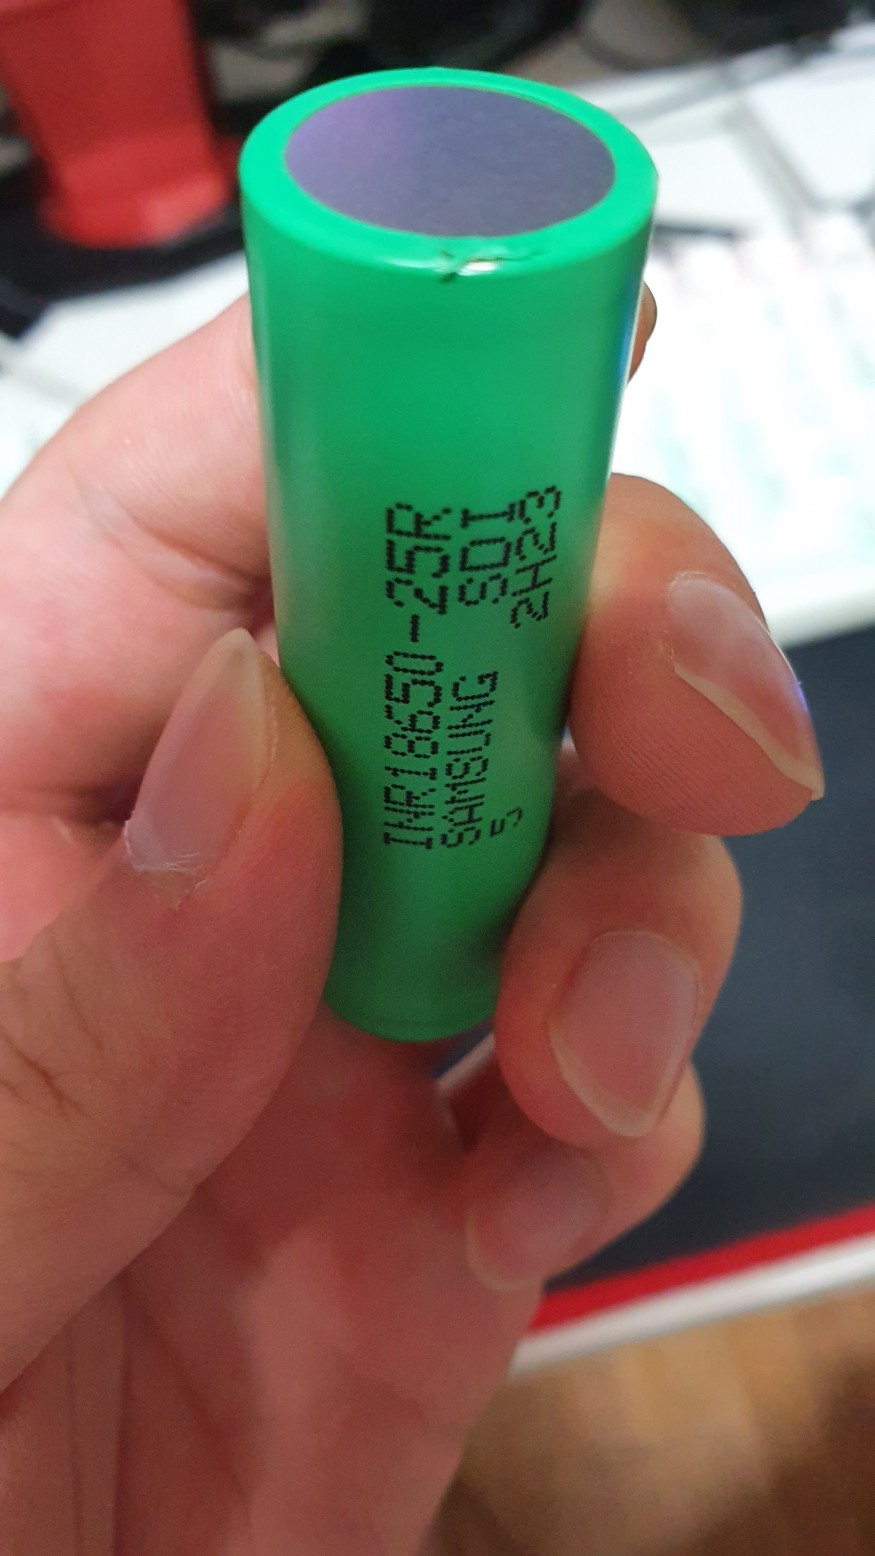 INR18650-25R
SAMSUNG SDI
5 2H23